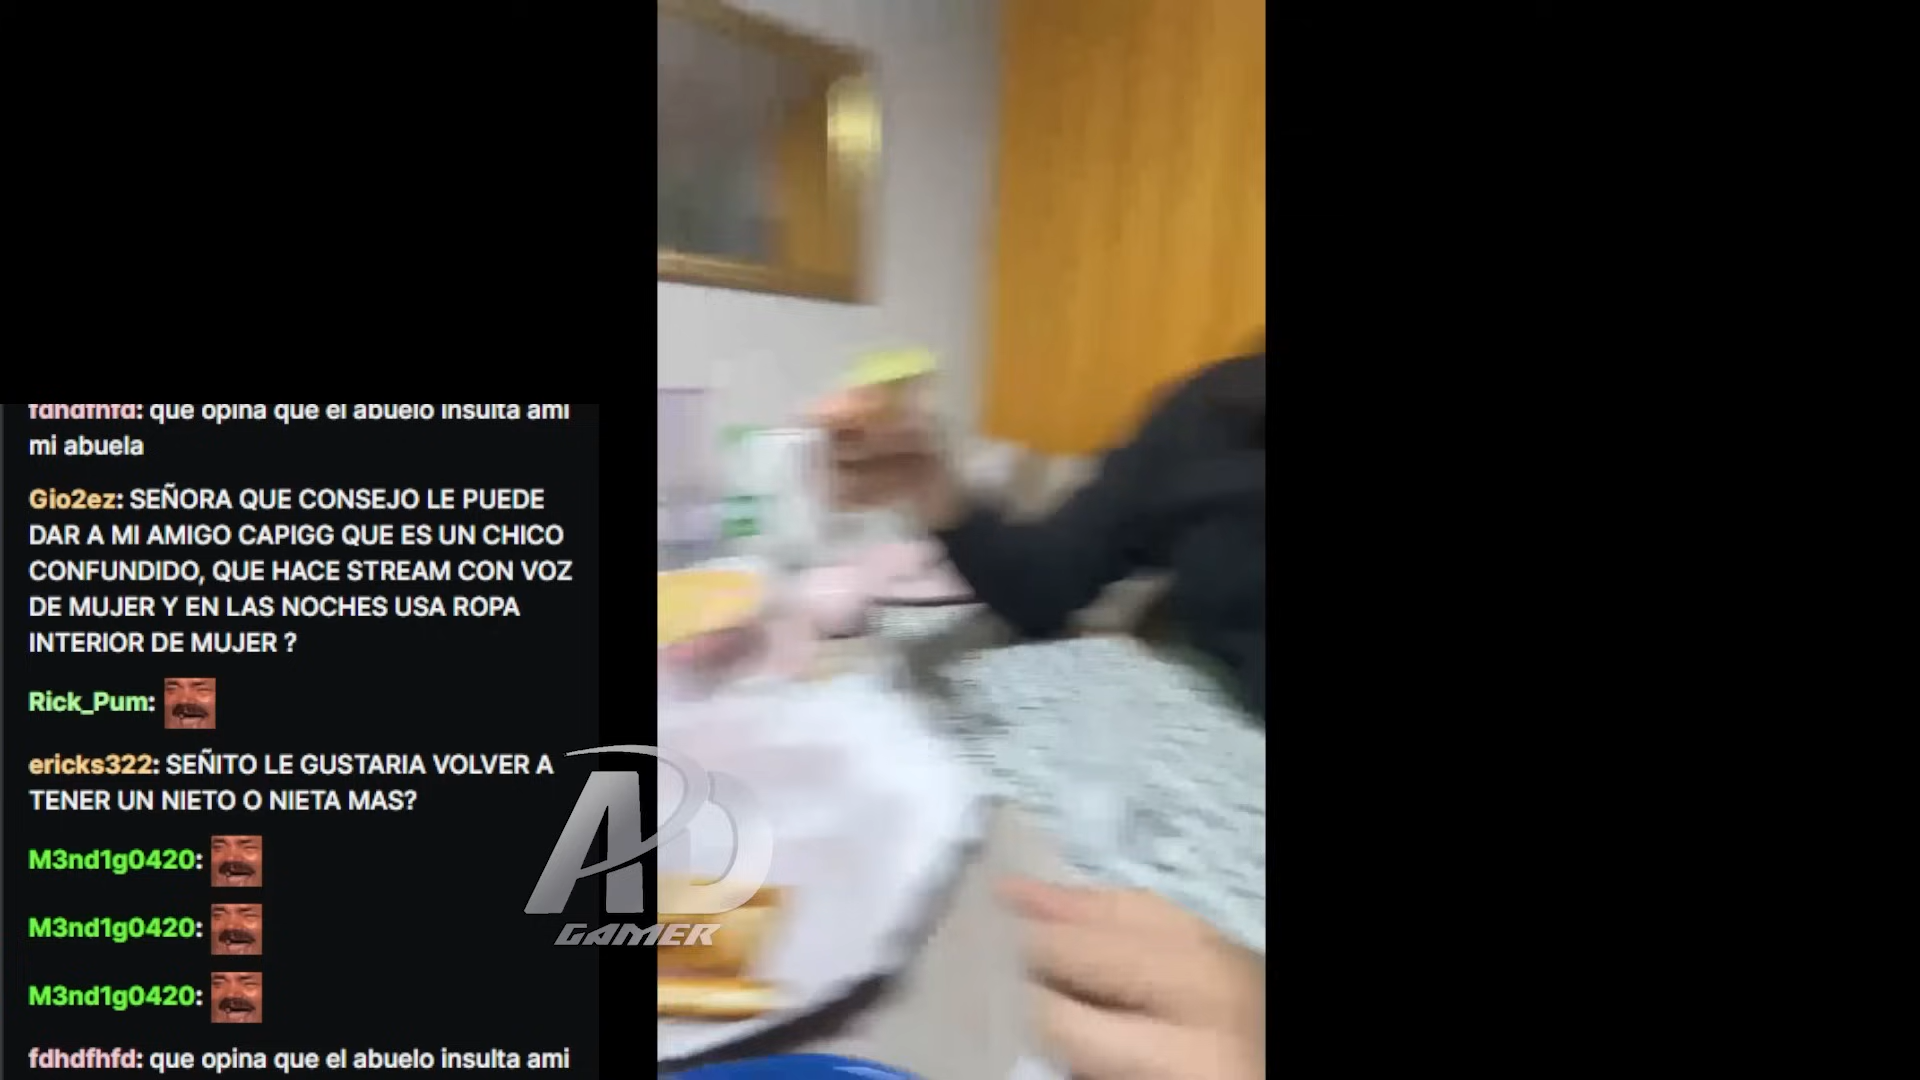 fdhdfhfd: que opina que el abuelo insulta ami
mi abuela
Gio2ez: SEÑORA QUE CONSEJO LE PUEDE
DAR A MI AMIGO CAPIGG QUE ES UN CHICO
CONFUNDIDO, QUE HACE STREAM CON VOZ
DE MUJER Y EN LAS NOCHES USA ROPA
INTERIOR DE MUJER ?
Rick_Pum:
ericks322: SEÑITO LE GUSTARIA VOLVER A
TENER UN NIETO O NIETA MAS?
M3nd1g0420:
M3nd1g0420:
M3nd1g0420:
fdhdfhfd: que opina que el abuelo insulta ami
AD
GAMER